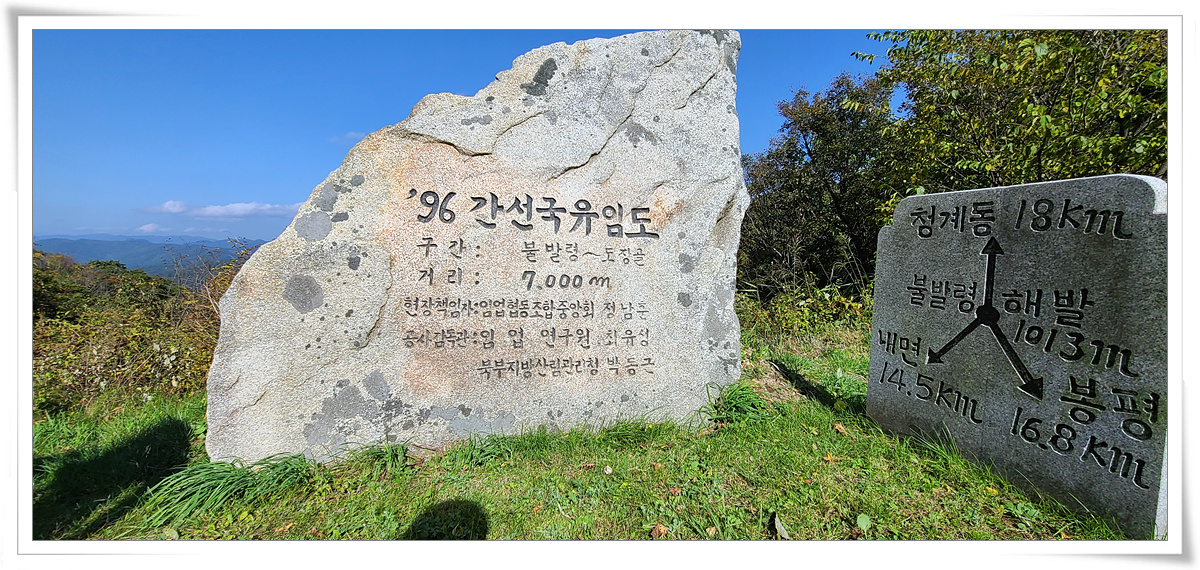 '96 간선국유임도
구 간 : 불발령~도장골
거 리 : 7.000m
현장책임자:임업협동조합중앙회 정남훈
공사감독관:임 업 연구원 최유성
북부지방산림관리청 박등근
청계동 18km
불발령 해발
1013m
내면
14.5km
봉평
16.8km